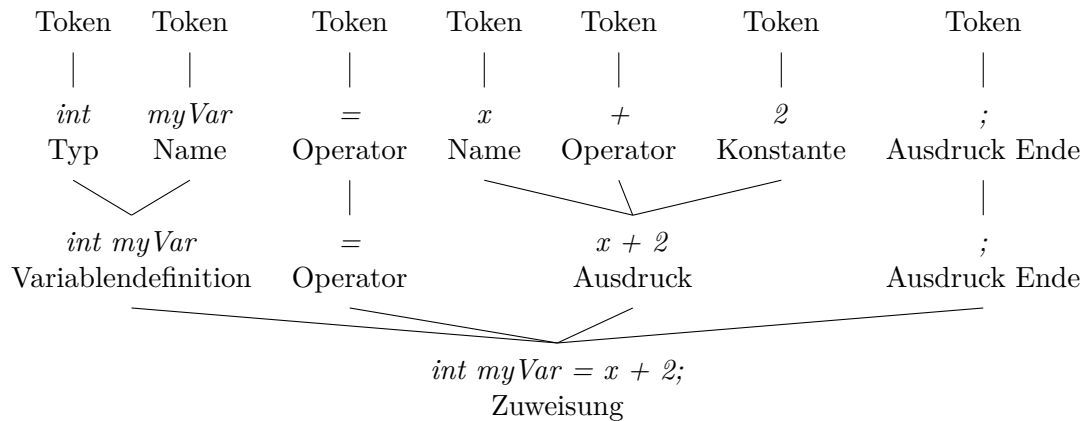 Token Token Token Token Token Token Token
int myVar = x + 2 ;
Typ Name Operator Name Operator Konstante Ausdruck Ende
int myVar = x + 2 ;
Variablendefinition Operator Ausdruck Ausdruck Ende
int myVar = x + 2;
Zuweisung